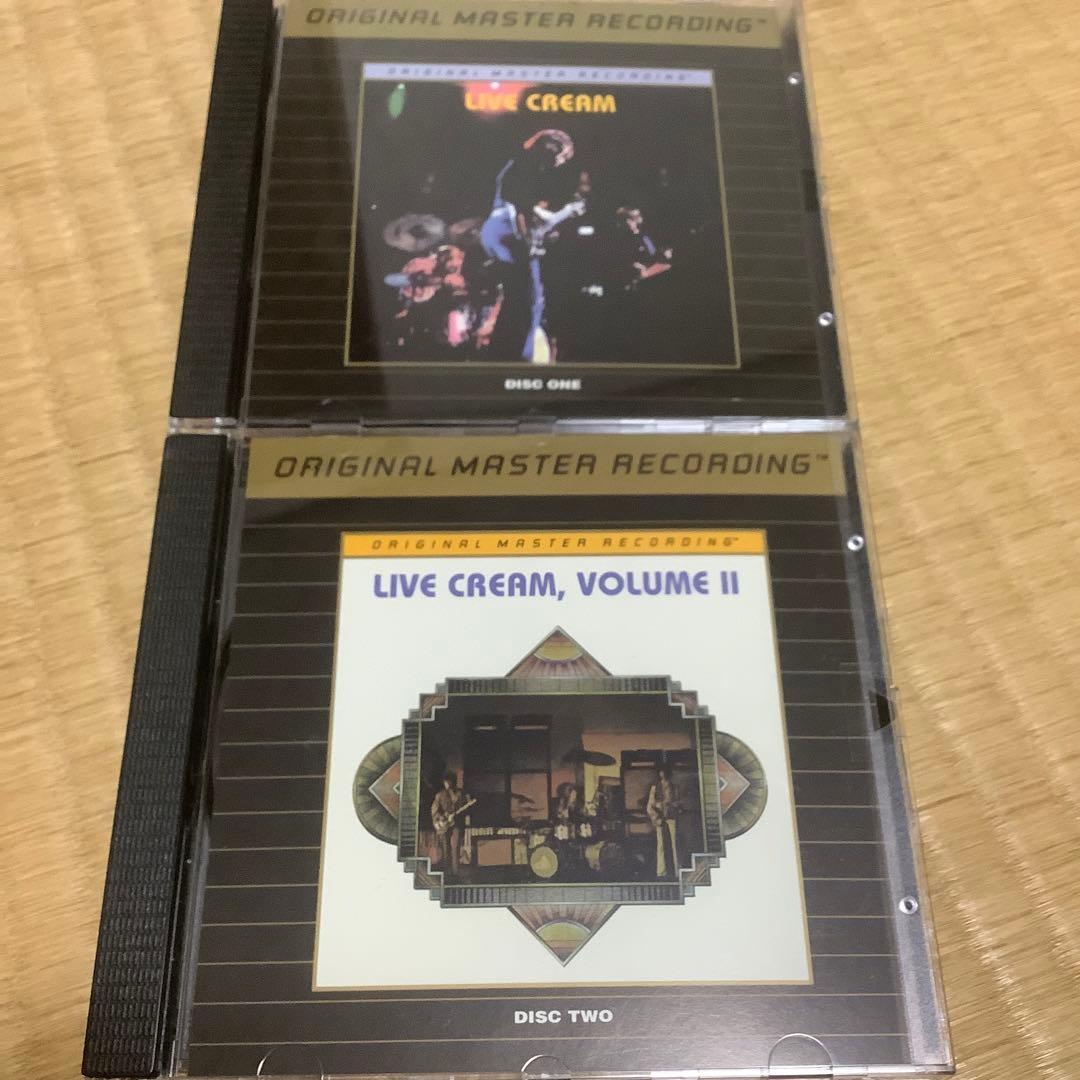 ORIGINAL MASTER RECORDING™
ORIGINAL MASTER RECORDING™
LIVE CREAM
DISC ONE
ORIGINAL MASTER RECORDING™
ORIGINAL MASTER RECORDING™
LIVE CREAM, VOLUME II
DISC TWO